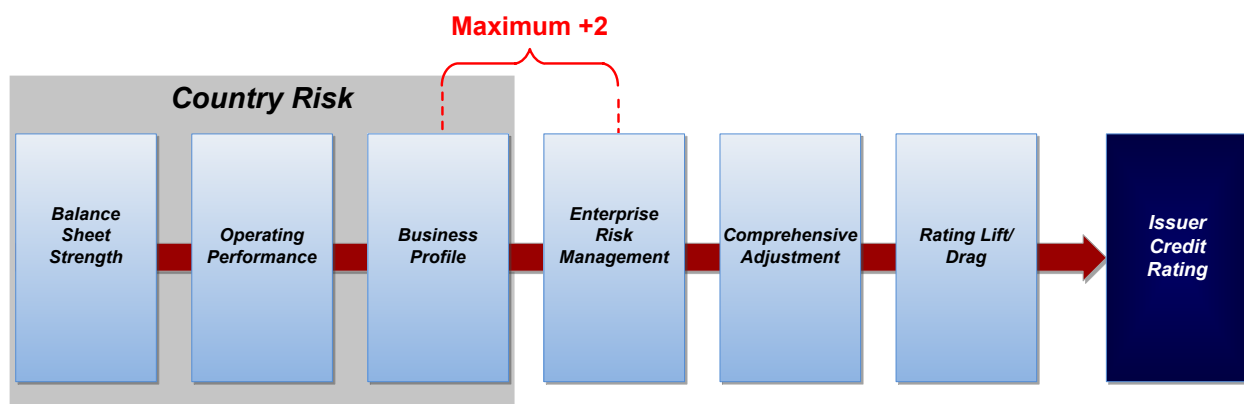 Maximum +2
Country Risk
Balance
Sheet
Strength
Operating
Performance
Business
Profile
Enterprise
Risk
Management
Comprehensive
Adjustment
Rating Lift/
Drag
Issuer
Credit
Rating